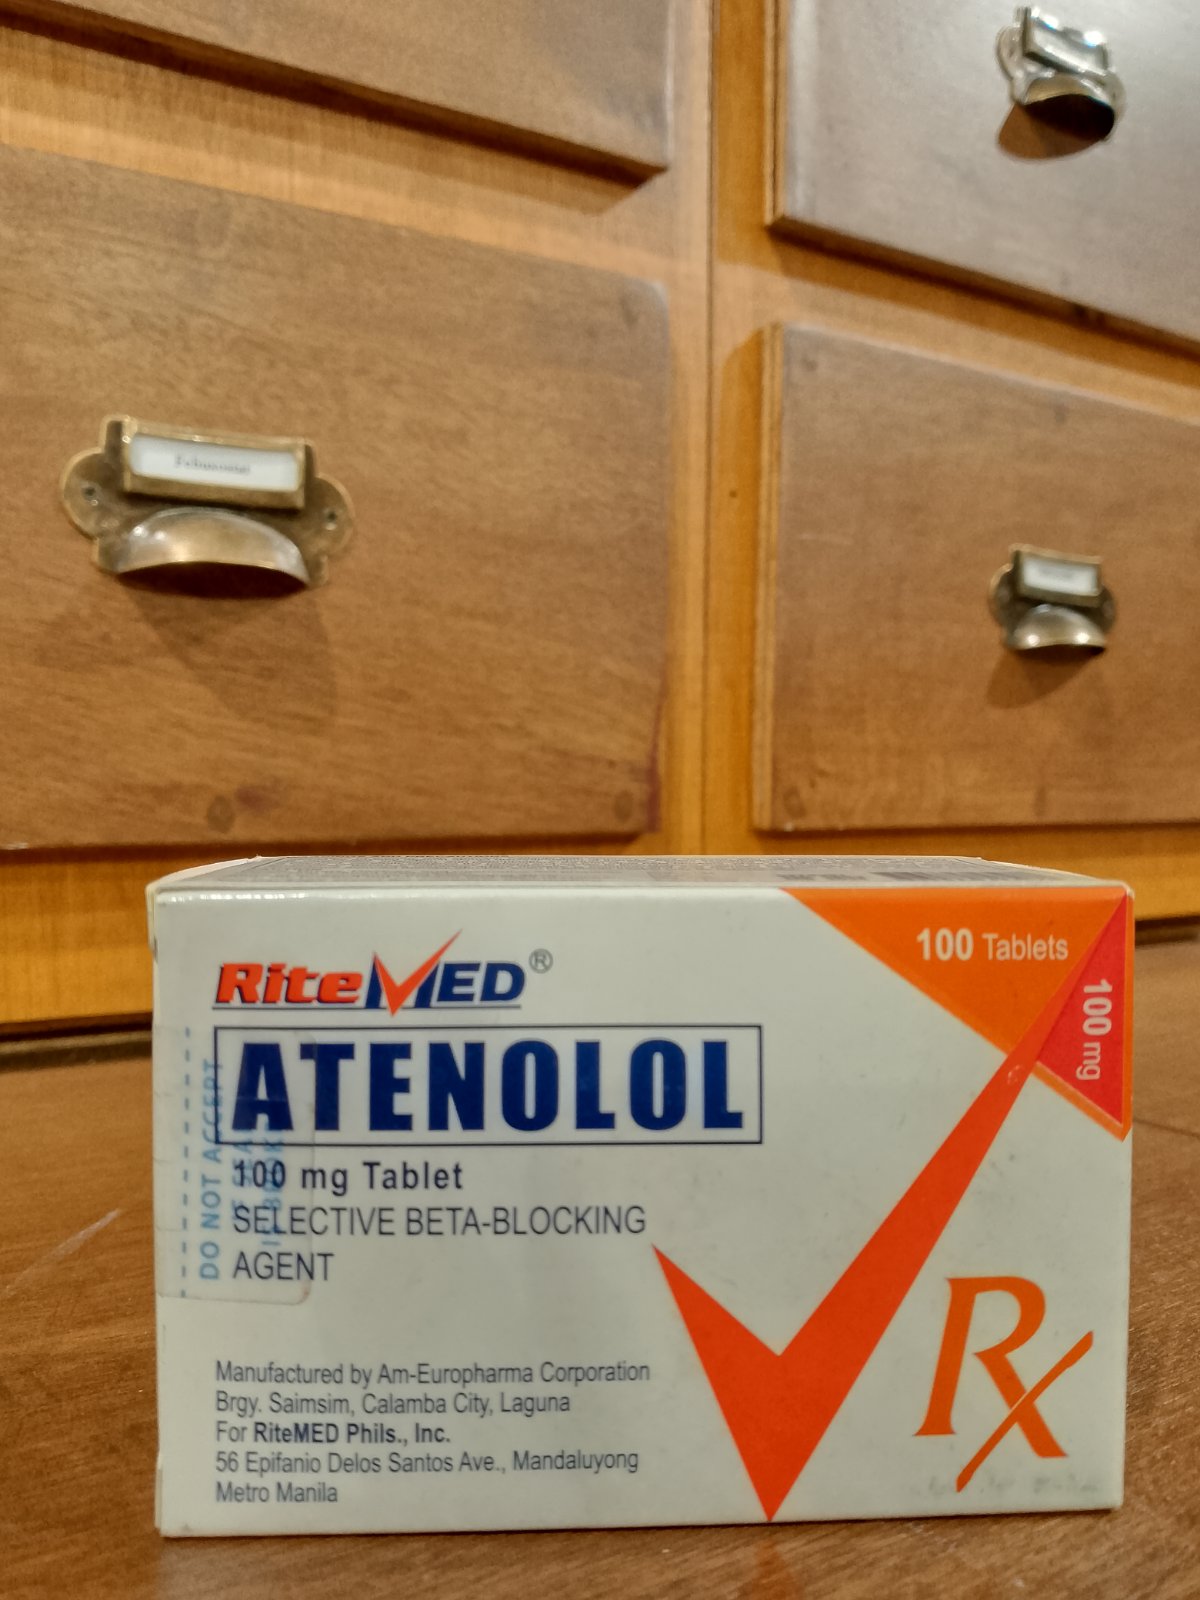 RiteMED®
ATENOLOL
100 mg Tablet
SELECTIVE BETA-BLOCKING
AGENT
100 Tablets
100 mg
DO NOT ACCEPT
Rx
Manufactured by Am-Europharma Corporation
Brgy. Saimsim, Calamba City, Laguna
For RiteMED Phils., Inc.
56 Epifanio Delos Santos Ave., Mandaluyong
Metro Manila